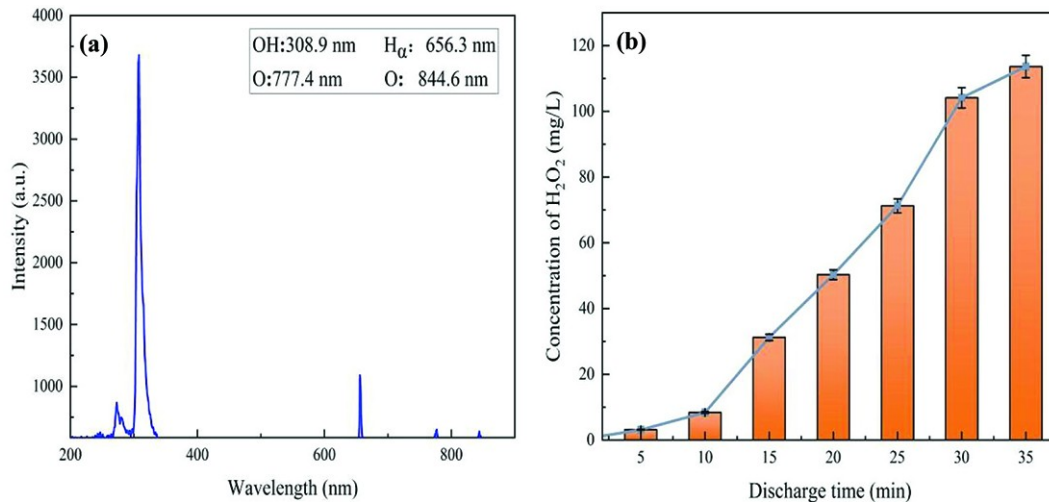 (a)
OH:308.9 nm Hα: 656.3 nm
O:777.4 nm O: 844.6 nm
4000
3500
3000
2500
2000
1500
1000
Intensity (a.u.)
200 400 600 800
Wavelength (nm)
(b)
120
100
80
60
40
20
0
Concentration of H₂O₂ (mg/L)
5 10 15 20 25 30 35
Discharge time (min)